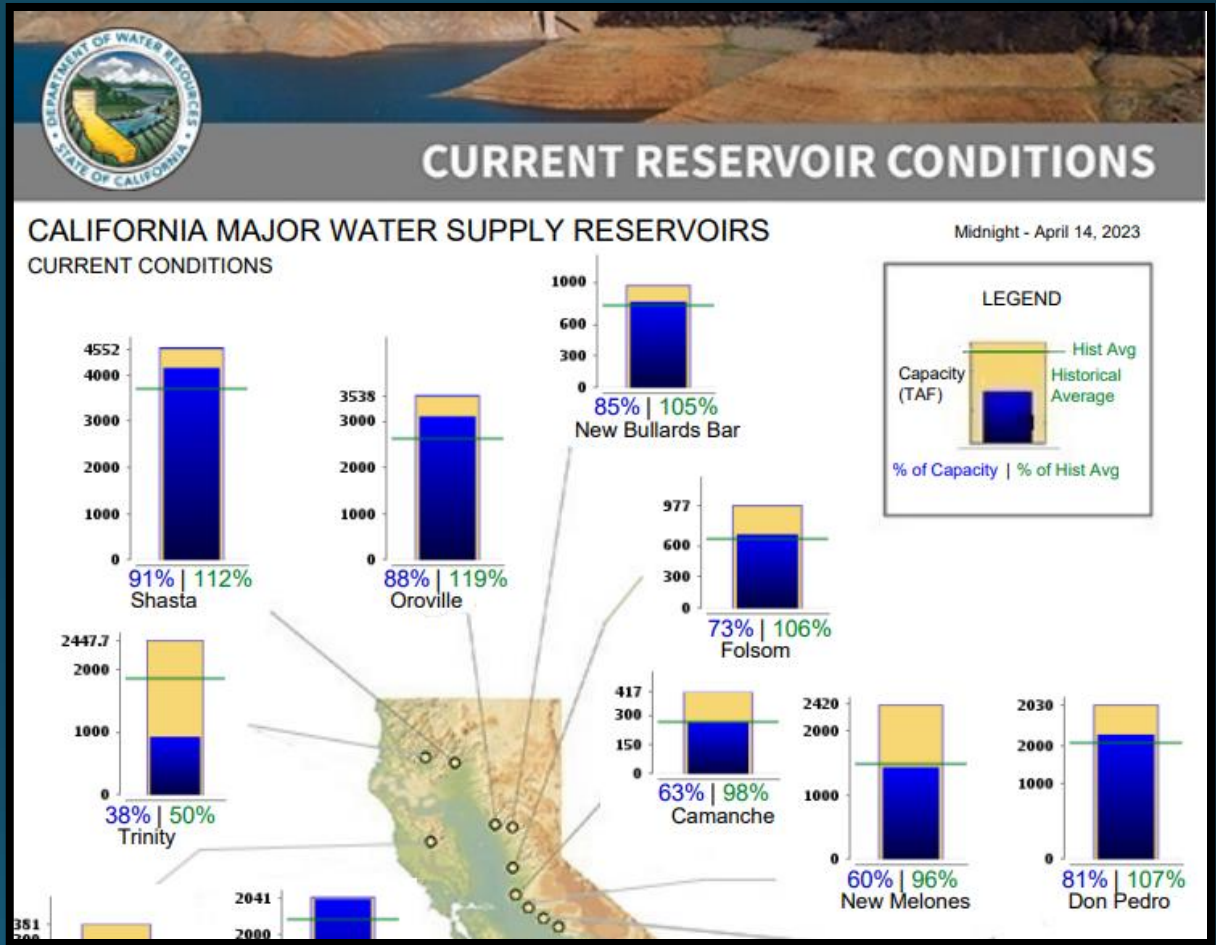 DEPARTMENT OF WATER RESOURCES
STATE OF CALIFORNIA
CURRENT RESERVOIR CONDITIONS
CALIFORNIA MAJOR WATER SUPPLY RESERVOIRS
Midnight - April 14, 2023
CURRENT CONDITIONS
LEGEND
Hist Avg
Capacity
(TAF)
Historical
Average
% of Capacity | % of Hist Avg
1000
600
300
0
85% | 105%
New Bullards Bar
4552
4000
3000
2000
1000
0
91% | 112%
Shasta
3538
3000
2000
1000
0
88% | 119%
Oroville
977
600
300
0
73% | 106%
Folsom
2447.7
2000
1000
0
38% | 50%
Trinity
417
300
150
0
63% | 98%
Camanche
2420
2000
1000
0
60% | 96%
New Melones
2030
2000
1000
0
81% | 107%
Don Pedro
2041
2000